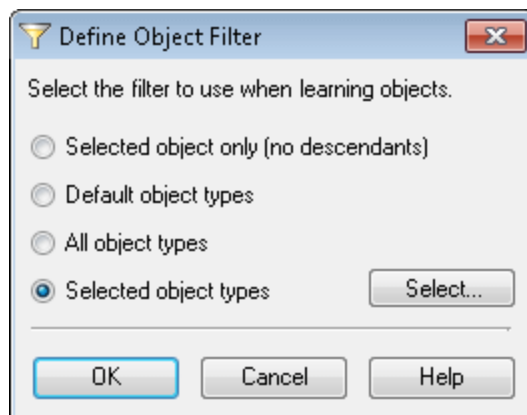 Define Object Filter
Select the filter to use when learning objects.
Selected object only (no descendants)
Default object types
All object types
Selected object types
Select...
OK Cancel Help